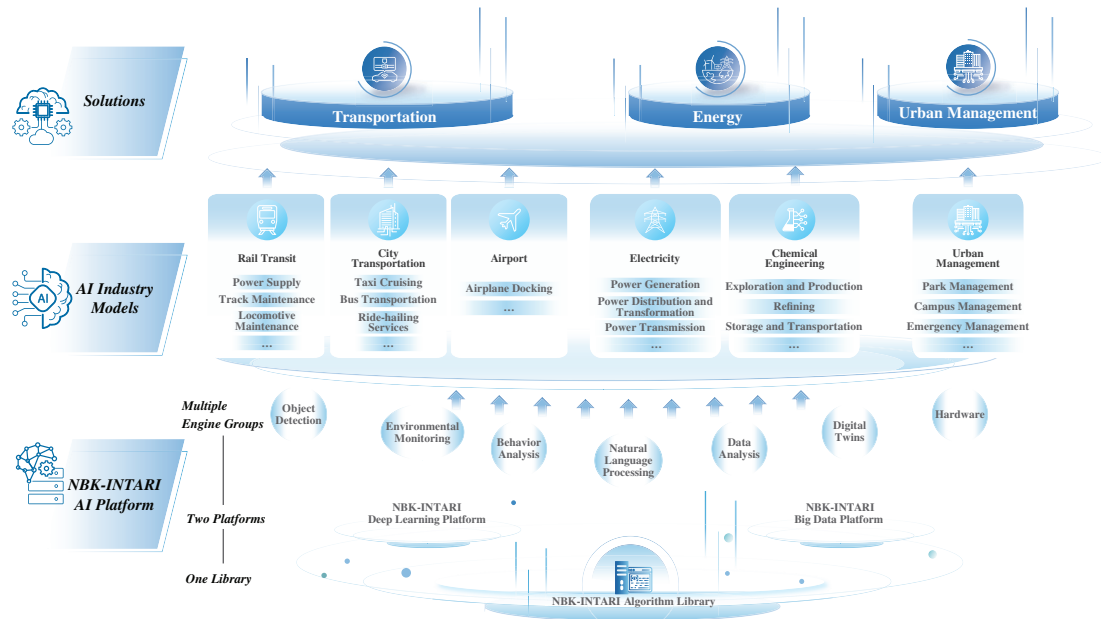 Solutions
Transportation
Energy
Urban Management
AI Industry
Models
Rail Transit
Power Supply
Track Maintenance
Locomotive
Maintenance
...
City
Transportation
Taxi Cruising
Bus Transportation
Ride-hailing
Services
...
Airport
Airplane Docking
...
Electricity
Power Generation
Power Distribution and
Transformation
Power Transmission
...
Chemical
Engineering
Exploration and Production
Refining
Storage and Transportation
...
Urban
Management
Park Management
Campus Management
Emergency Management
...
AI
NBK-INTARI
AI Platform
Multiple
Engine Groups
Object
Detection
Environmental
Monitoring
Behavior
Analysis
Natural
Language
Processing
Data
Analysis
Digital
Twins
Hardware
Two Platforms
NBK-INTARI
Deep Learning Platform
NBK-INTARI
Big Data Platform
One Library
NBK-INTARI Algorithm Library